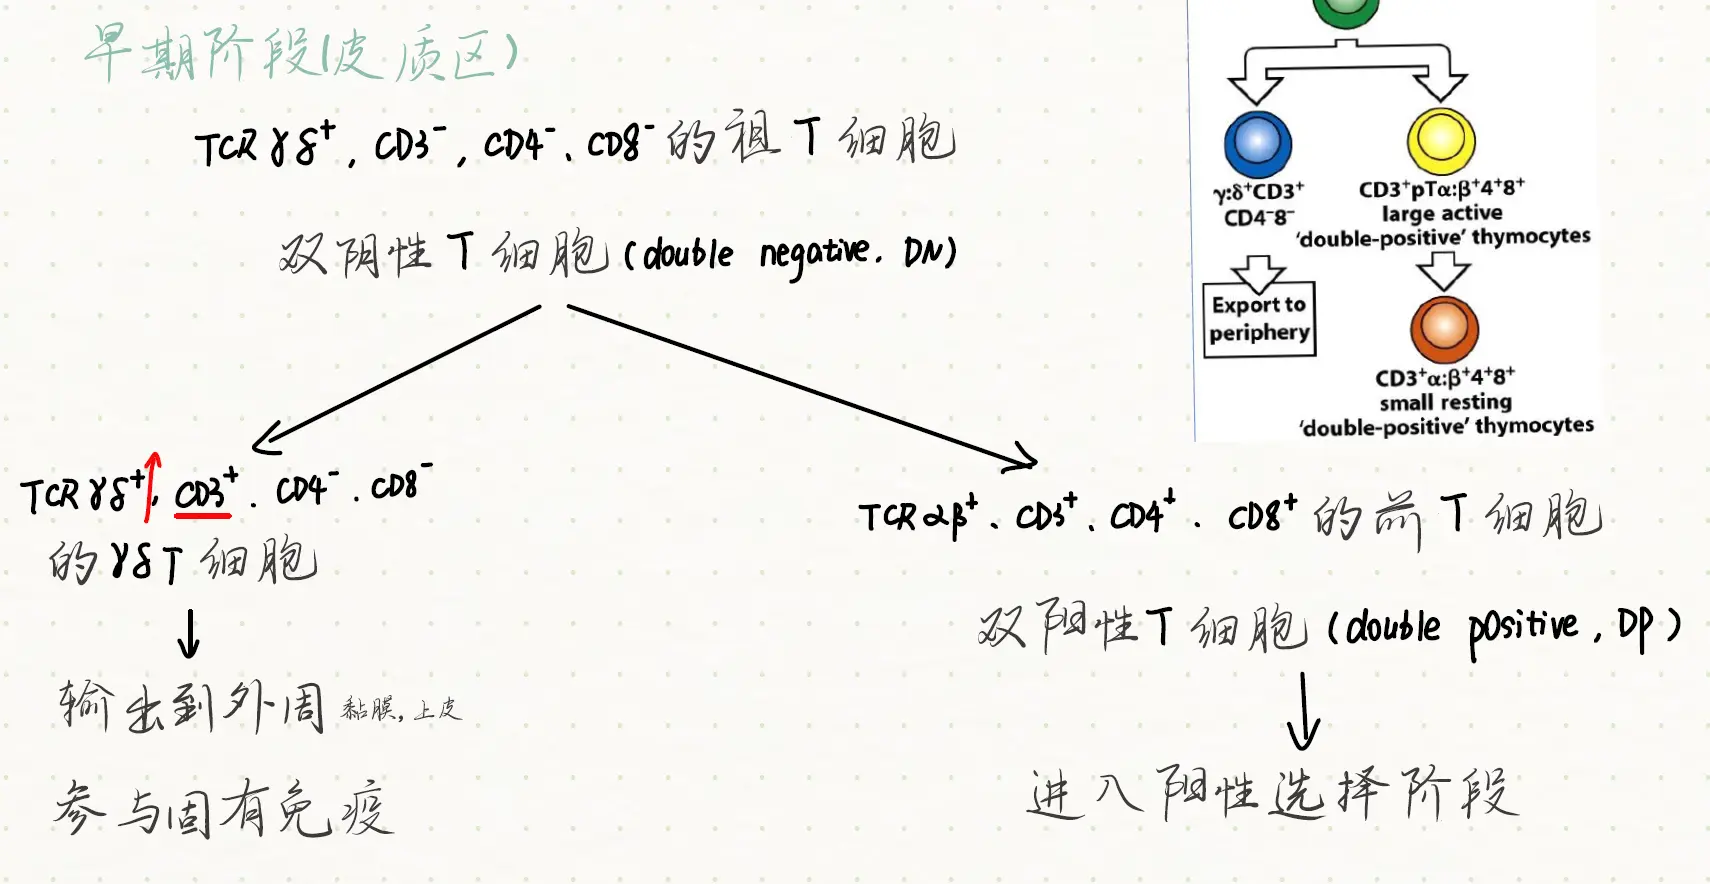 早期阶段(皮质区)
TCRγδ⁺, CD3⁻, CD4⁻、CD8⁻的祖T细胞
双阴性T细胞(double negative, DN)
TCRγδ⁺, CD3⁺、CD4⁻、CD8⁻
的γδT细胞
输出到外周 黏膜,上皮
参与固有免疫
TCRαβ⁺、CD3⁺、CD4⁺、CD8⁺的前T细胞
双阳性T细胞(double positive, DP)
进入阳性选择阶段
γ:δ⁺CD3⁺
CD4⁻8⁻
Export to
periphery
CD3⁺pTα:β⁺4⁺8⁺
large active
‘double-positive’ thymocytes
CD3⁺α:β⁺4⁺8⁺
small resting
‘double-positive’ thymocytes